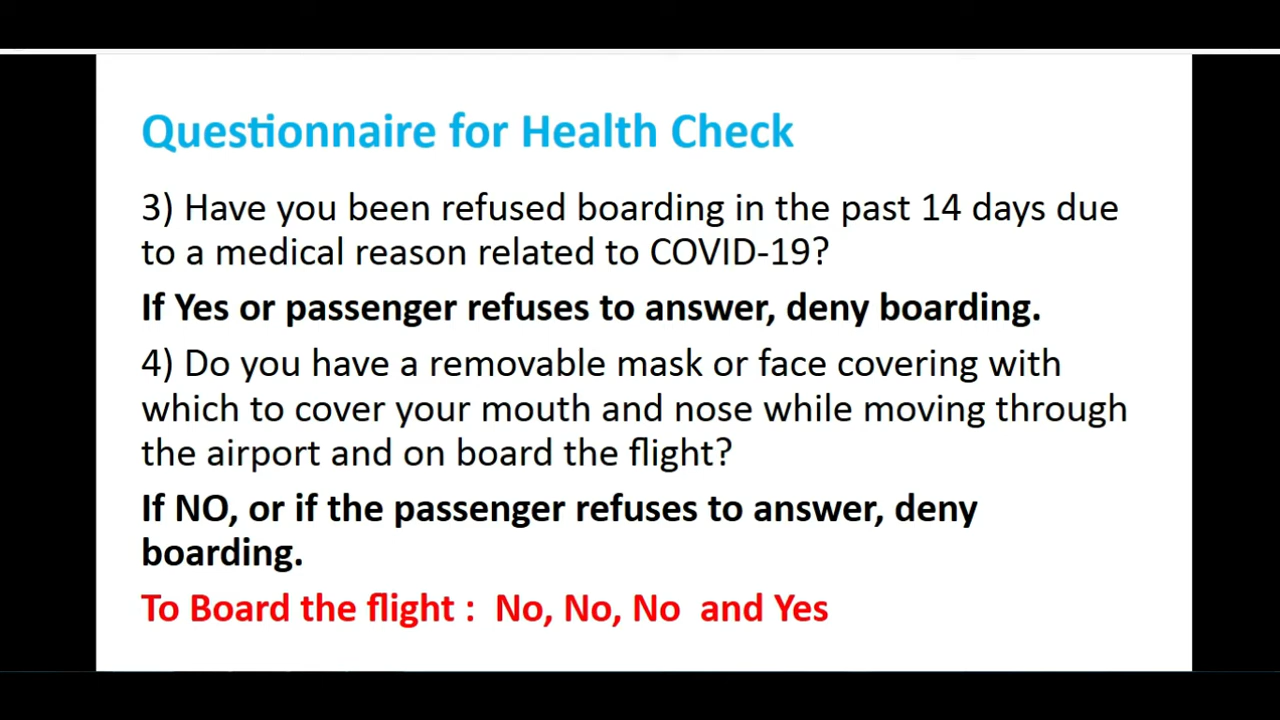 Questionnaire for Health Check
3) Have you been refused boarding in the past 14 days due
to a medical reason related to COVID-19?
If Yes or passenger refuses to answer, deny boarding.
4) Do you have a removable mask or face covering with
which to cover your mouth and nose while moving through
the airport and on board the flight?
If NO, or if the passenger refuses to answer, deny
boarding.
To Board the flight :  No, No, No  and Yes